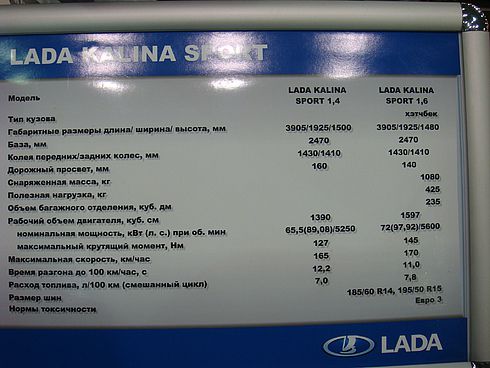 LADA KALINA SPORT
Модель LADA KALINA SPORT 1,4 LADA KALINA SPORT 1,6
Тип кузова хэтчбек
Габаритные размеры длина/ ширина/ высота, мм 3905/1925/1500 3905/1925/1480
База, мм 2470 2470
Колея передних/задних колес, мм 1430/1410 1430/1410
Дорожный просвет, мм 160 140
Снаряженная масса, кг 1080
Полезная нагрузка, кг 425
Объем багажного отделения, куб. дм 235
Рабочий объем двигателя, куб. см 1390 1597
номинальная мощность, кВт (л. с.) при об. мин 65,5(89,08)/5250 72(97,92)/5600
максимальный крутящий момент, Нм 127 145
Максимальная скорость, км/час 165 170
Время разгона до 100 км/час, с 12,2 11,0
Расход топлива, л/100 км (смешанный цикл) 7,0 7,8
Размер шин 185/60 R14, 195/50 R15
Нормы токсичности Евро 3
LADA